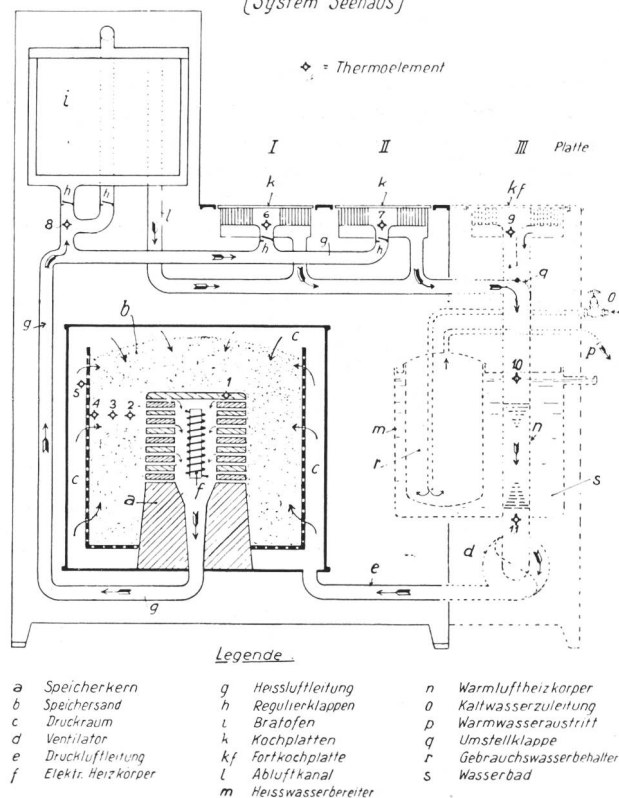 (System Seehaus)
= Thermoelement
I II III Platte
k k kf
i
h h
6 7 9
8
l
h g h
q
b
c
g
o
p
5
1
10
4 3 2
m
n
r
c
c
f
a
s
11
d
e
g
Legende.
a Speicherkern
b Speichersand
c Druckraum
d Ventilator
e Druckluftleitung
f Elektr. Heizkörper
g Heissluftleitung
h Regulierklappen
i Bratofen
k Kochplatten
kf Fortkochplatte
l Abluftkanal
m Heisswasserbereiter
n Warmluftheizkörper
o Kaltwasserzuleitung
p Warmwasseraustritt
q Umstellklappe
r Gebrauchswasserbehälter
s Wasserbad